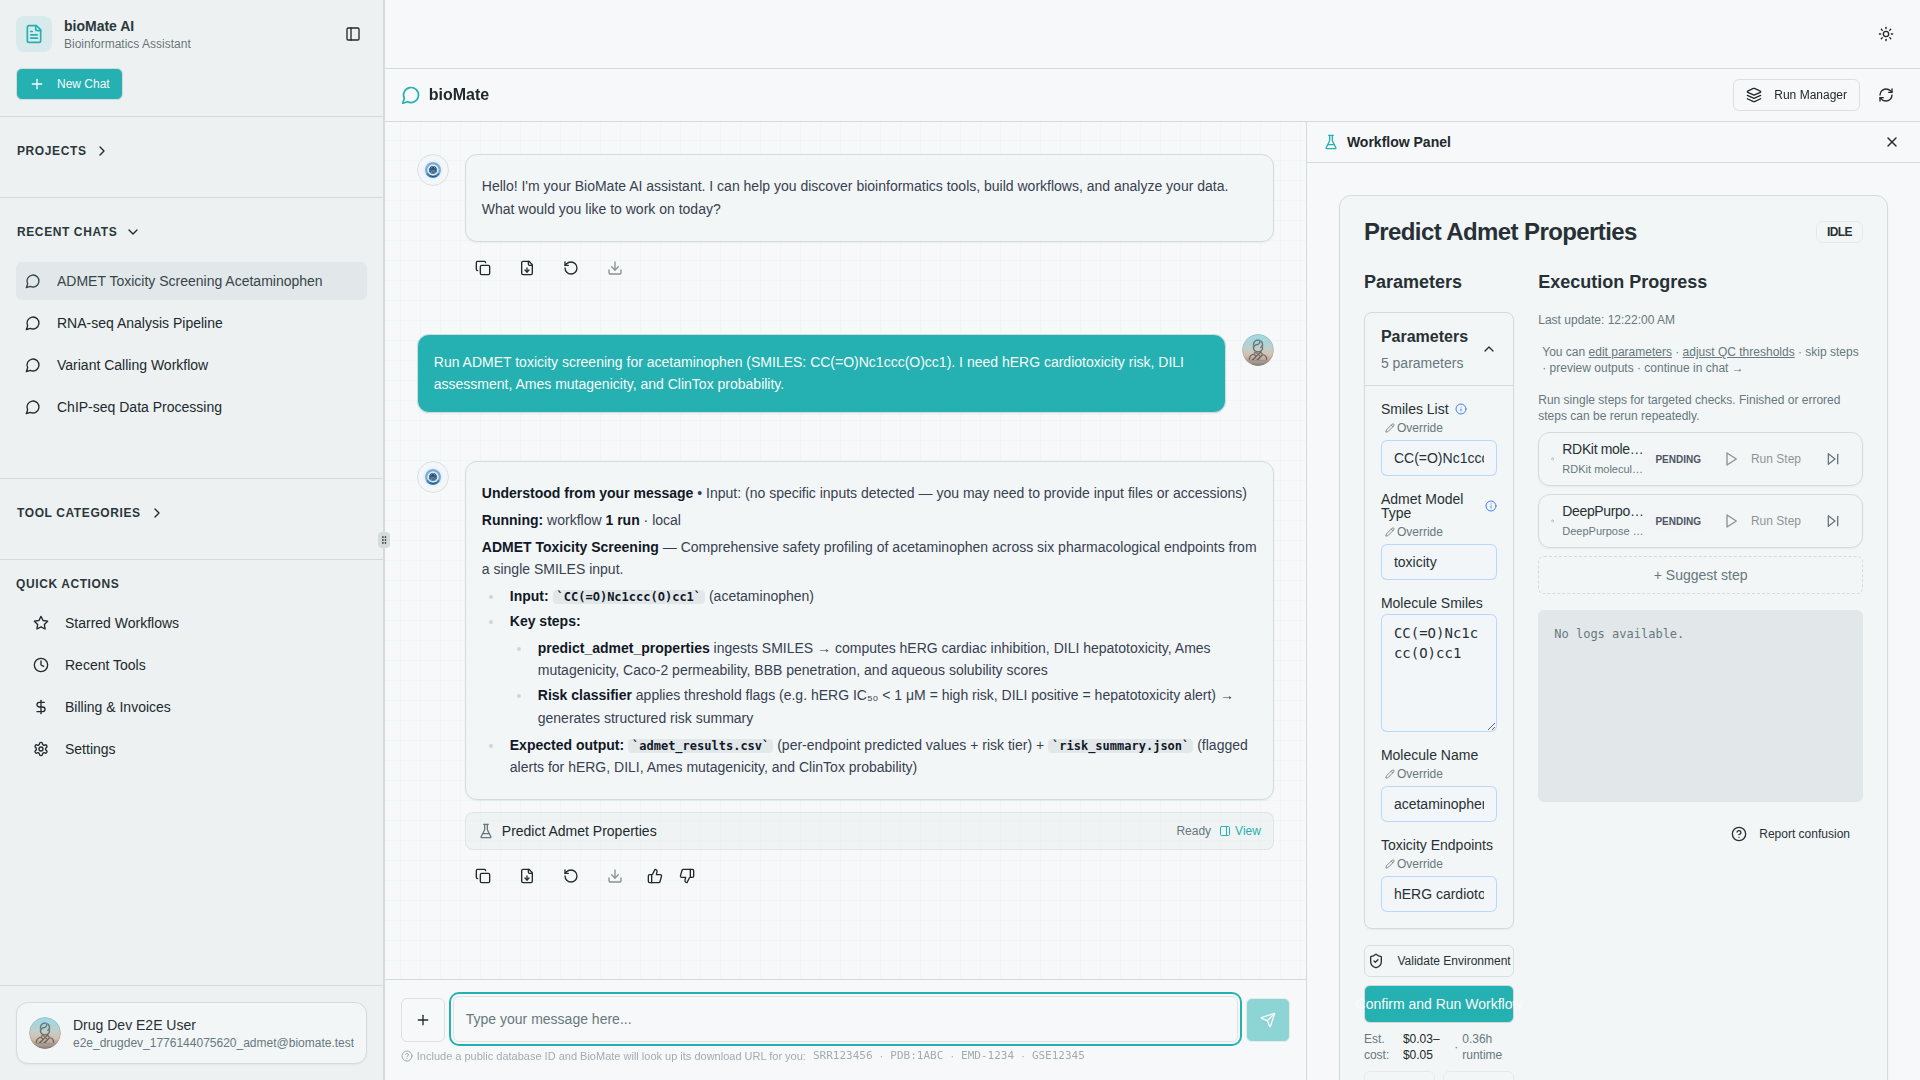 bioMate AI
Bioinformatics Assistant
New Chat
PROJECTS
RECENT CHATS
ADMET Toxicity Screening Acetaminophen
RNA-seq Analysis Pipeline
Variant Calling Workflow
ChIP-seq Data Processing
TOOL CATEGORIES
QUICK ACTIONS
Starred Workflows
Recent Tools
Billing & Invoices
Settings
Drug Dev E2E User
e2e_drugdev_1776144075620_admet@biomate.test
bioMate
Run Manager
Hello! I'm your BioMate AI assistant. I can help you discover bioinformatics tools, build workflows, and analyze your data.
What would you like to work on today?
Run ADMET toxicity screening for acetaminophen (SMILES: CC(=O)Nc1ccc(O)cc1). I need hERG cardiotoxicity risk, DILI
assessment, Ames mutagenicity, and ClinTox probability.
Understood from your message • Input: (no specific inputs detected — you may need to provide input files or accessions)
Running: workflow 1 run · local
ADMET Toxicity Screening — Comprehensive safety profiling of acetaminophen across six pharmacological endpoints from
a single SMILES input.
Input: `CC(=O)Nc1ccc(O)cc1` (acetaminophen)
Key steps:
predict_admet_properties ingests SMILES → computes hERG cardiac inhibition, DILI hepatotoxicity, Ames
mutagenicity, Caco-2 permeability, BBB penetration, and aqueous solubility scores
Risk classifier applies threshold flags (e.g. hERG IC₅₀ < 1 μM = high risk, DILI positive = hepatotoxicity alert) →
generates structured risk summary
Expected output: `admet_results.csv` (per-endpoint predicted values + risk tier) + `risk_summary.json` (flagged
alerts for hERG, DILI, Ames mutagenicity, and ClinTox probability)
Predict Admet Properties
Ready View
Type your message here...
Include a public database ID and BioMate will look up its download URL for you: SRR123456 · PDB:1ABC · EMD-1234 · GSE12345
Workflow Panel
Predict Admet Properties
IDLE
Parameters
Parameters
5 parameters
Smiles List
Override
CC(=O)Nc1ccc
Admet Model
Type
Override
toxicity
Molecule Smiles
CC(=O)Nc1c
cc(O)cc1
Molecule Name
Override
acetaminophen
Toxicity Endpoints
Override
hERG cardioto
Validate Environment
onfirm and Run Workflo
Est.
cost:
$0.03–
$0.05
·
0.36h
runtime
Execution Progress
Last update: 12:22:00 AM
You can edit parameters · adjust QC thresholds · skip steps
· preview outputs · continue in chat →
Run single steps for targeted checks. Finished or errored
steps can be rerun repeatedly.
RDKit mole…
RDKit molecul…
PENDING
Run Step
DeepPurpo…
DeepPurpose …
PENDING
Run Step
+ Suggest step
No logs available.
Report confusion